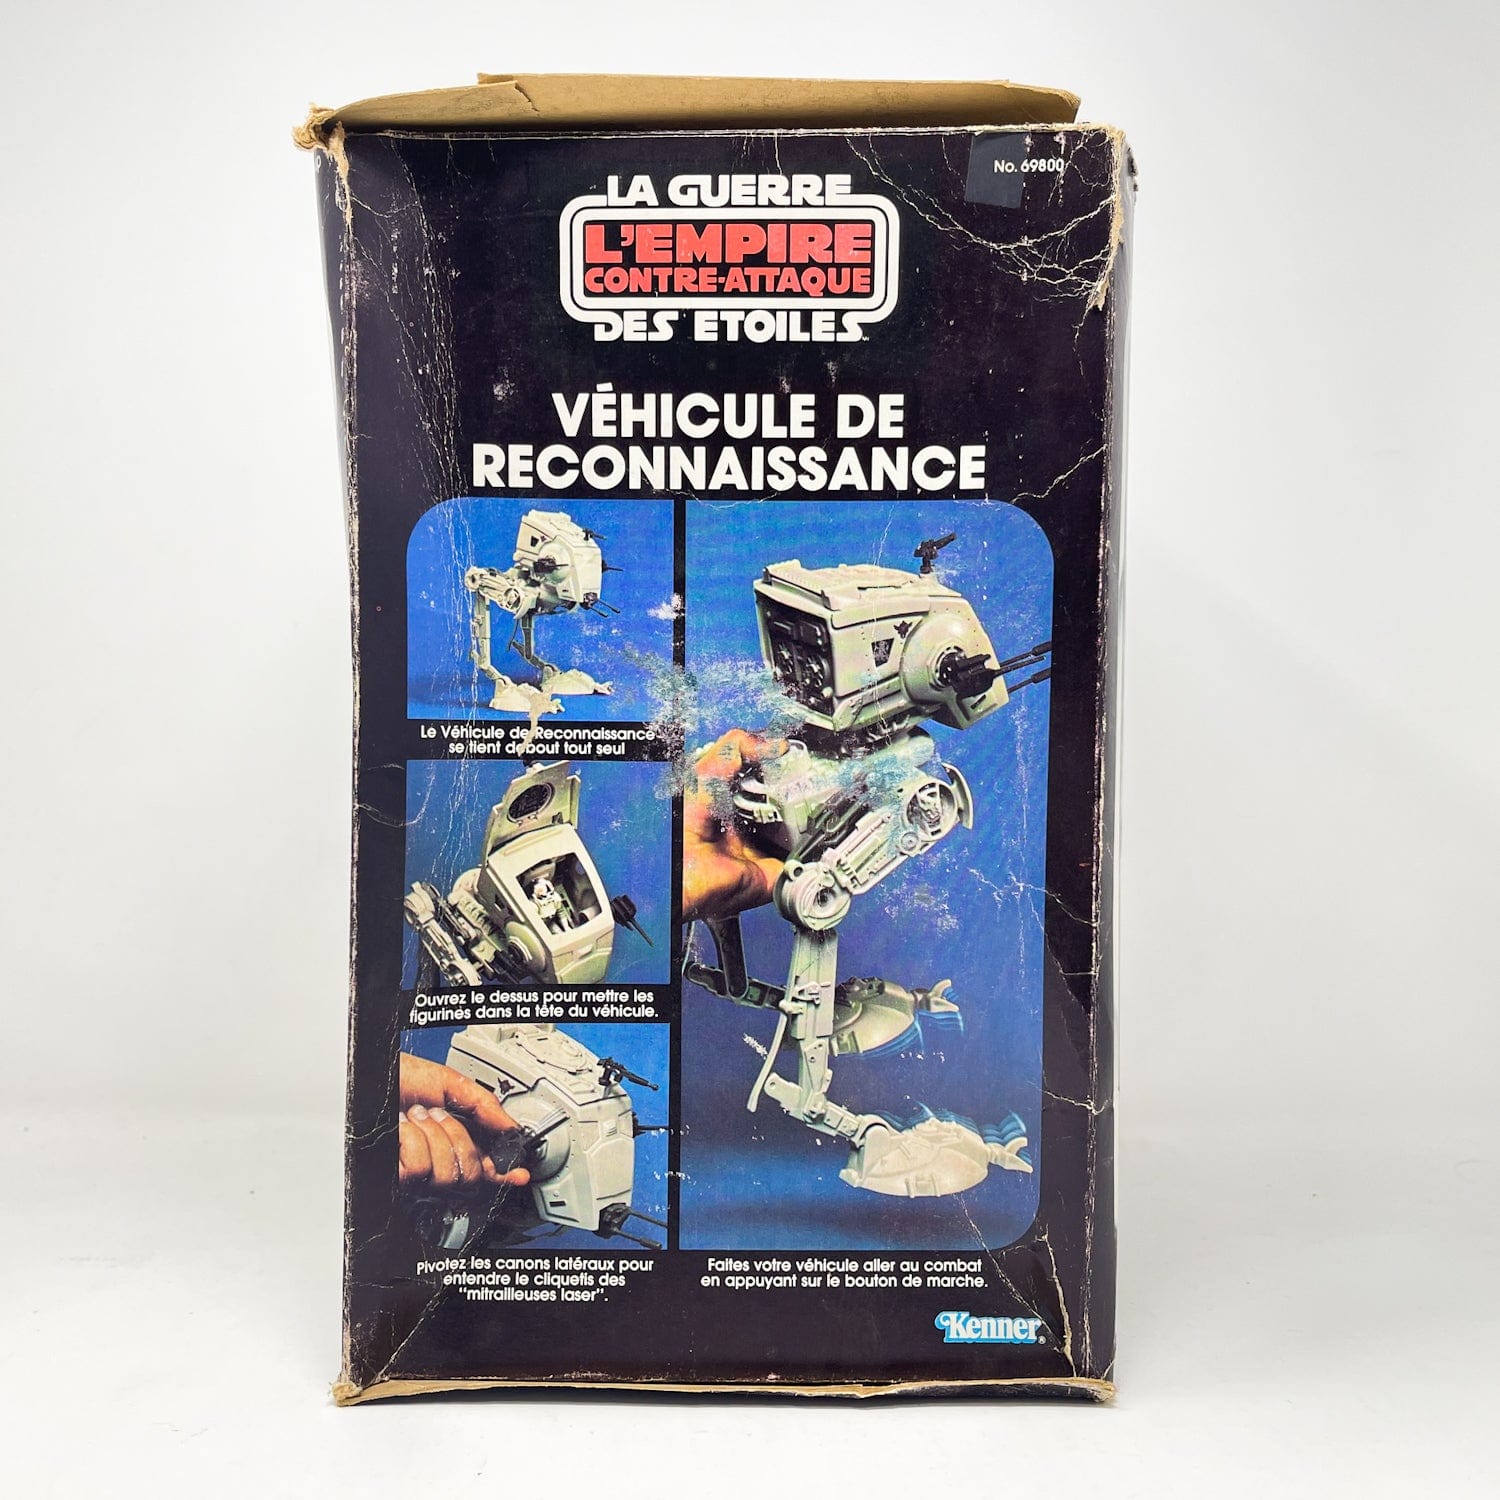 No. 69800
LA GUERRE
L'EMPIRE
CONTRE-ATTAQUE
DES ETOILES
VÉHICULE DE
RECONNAISSANCE
Le Véhicule de Reconnaissance
se tient debout tout seul
Ouvrez le dessus pour mettre les
figurines dans la tête du véhicule.
Pivotez les canons latéraux pour
entendre le cliquetis des
"mitrailleuses laser".
Faites votre véhicule aller au combat
en appuyant sur le bouton de marche.
Kenner®